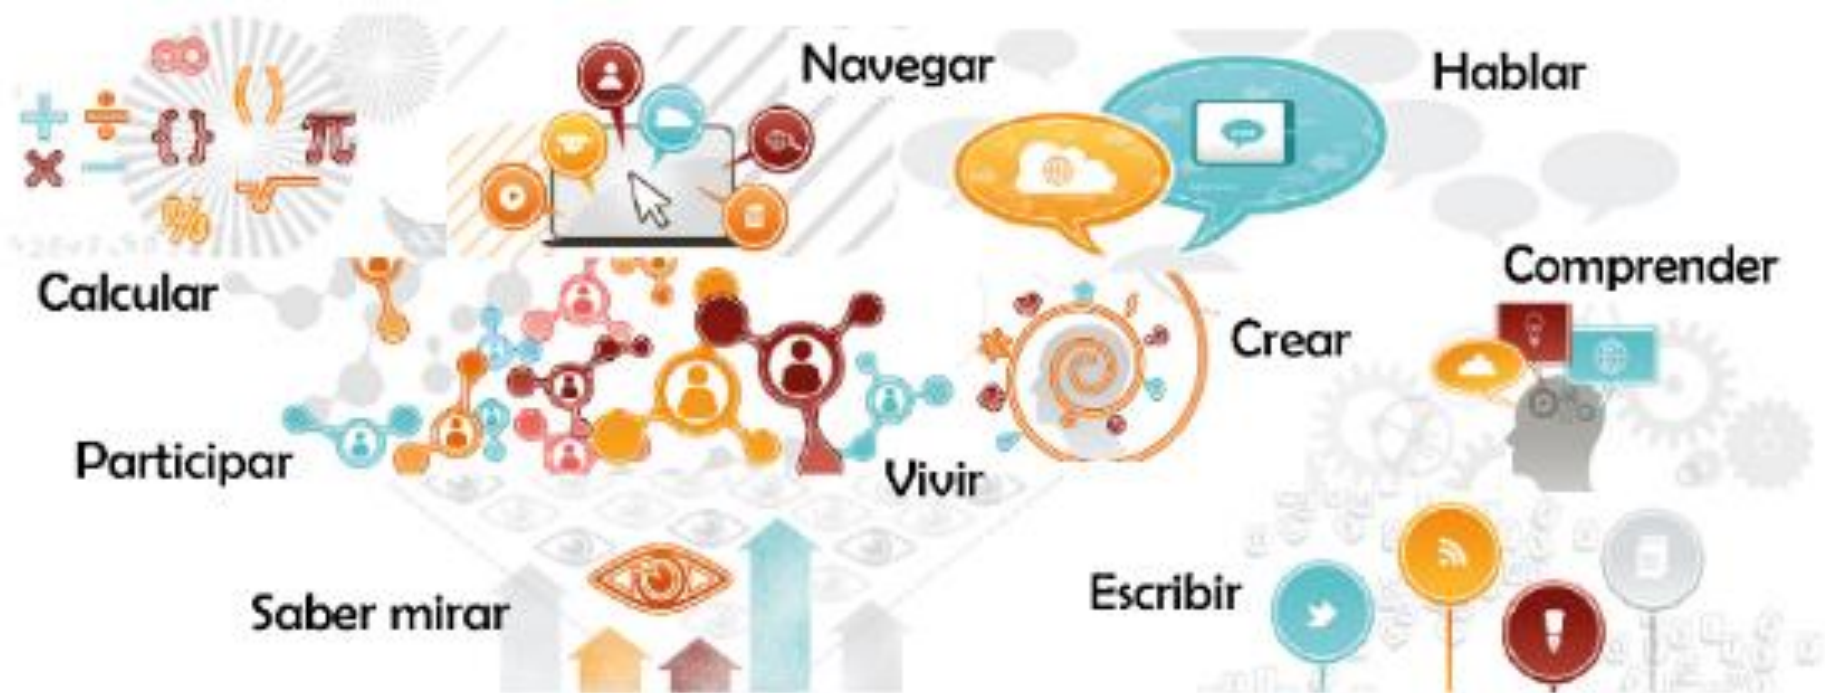 Navegar
Hablar
Calcular
Comprender
Crear
Participar
Vivir
Saber mirar
Escribir